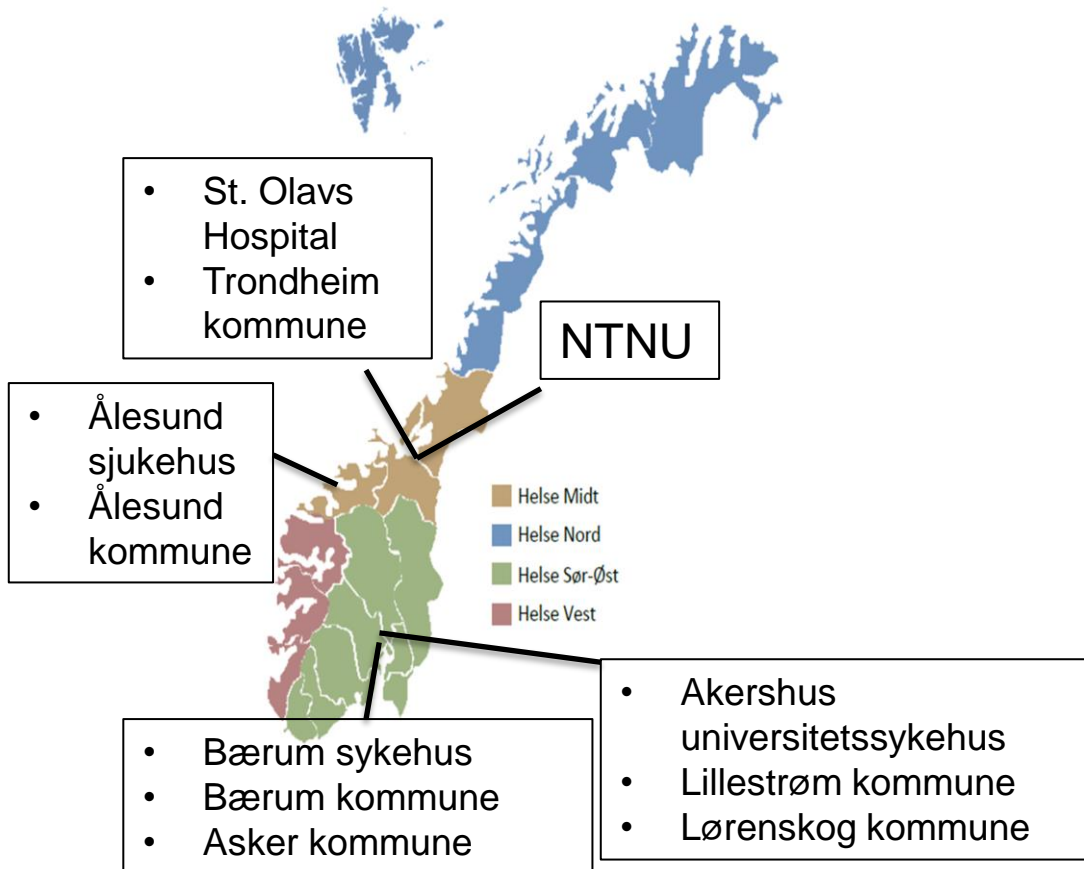 • St. Olavs
Hospital
• Trondheim
kommune
NTNU
• Ålesund
sjukehus
• Ålesund
kommune
Helse Midt
Helse Nord
Helse Sør-Øst
Helse Vest
• Akershus
universitetssykehus
• Lillestrøm kommune
• Lørenskog kommune
• Bærum sykehus
• Bærum kommune
• Asker kommune